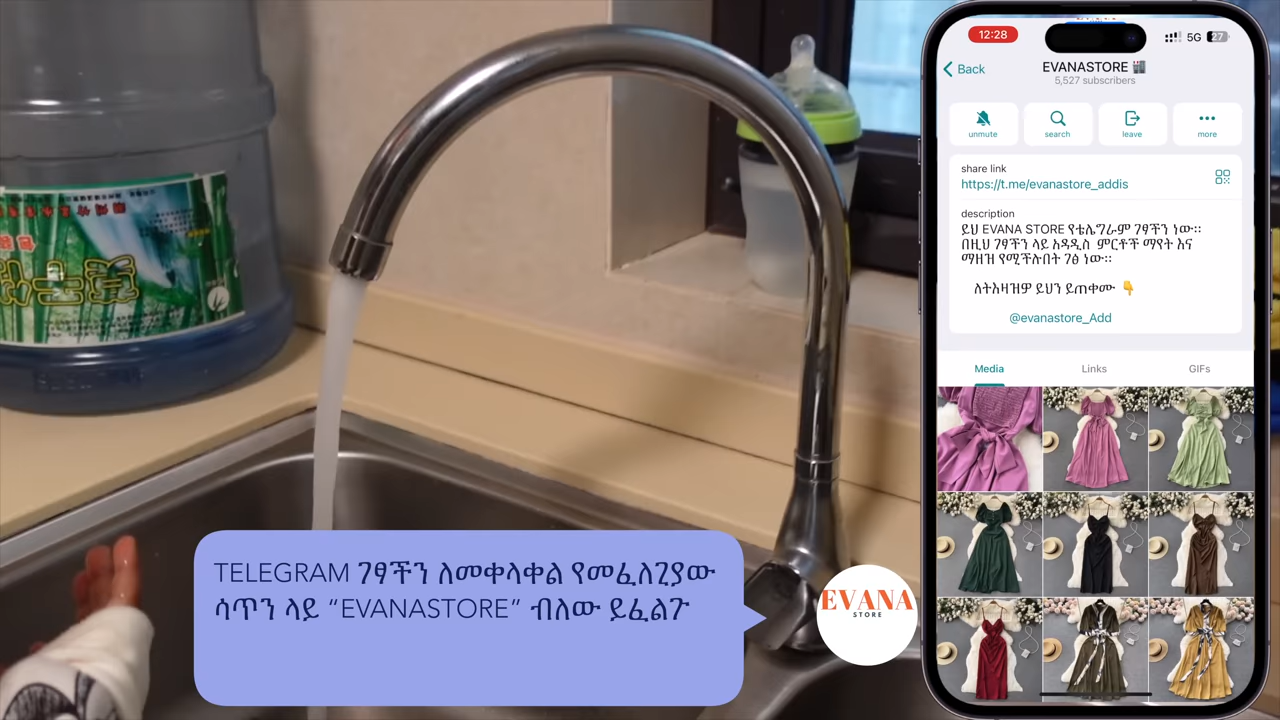 12:28
5G 27
Back
EVANASTORE
5,527 subscribers
unmute
search
leave
more
share link
https://t.me/evanastore_addis
description
ይህ EVANA STORE የቴሌግራም ገፃችን ነው።
በዚህ ገፃችን ላይ አዳዲስ ምርቶች ማየት እና
ማዘዝ የሚችሉበት ገፅ ነው።
ለትእዛዝዎ ይህን ይጠቀሙ 👇
@evanastore_Add
Media
Links
GIFs
TELEGRAM ገፃችን ለመቀላቀል የመፈለጊያው
ሳጥን ላይ “EVANASTORE” ብለው ይፈልጉ
EVANA
STORE